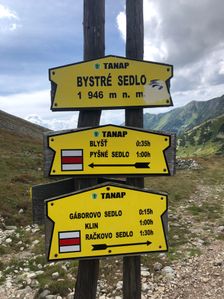 TANAP
BYSTRÉ SEDLO
1 946 m n. m.
TANAP
BLYŠŤ 0:35h
PYŠNÉ SEDLO 1:00h
TANAP
GÁBOROVO SEDLO 0:15h
KLIN 1:00h
RAČKOVO SEDLO 1:30h